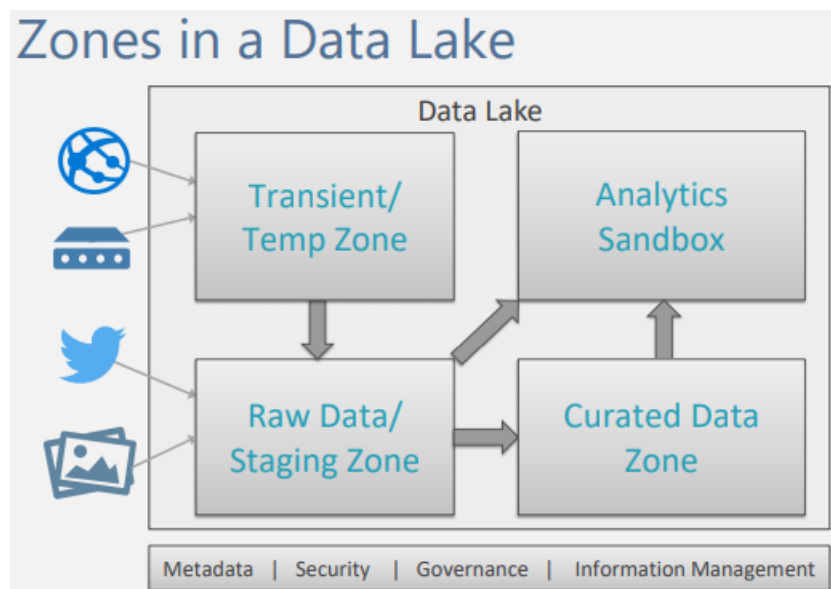 Zones in a Data Lake
Data Lake
Transient/
Temp Zone
Analytics
Sandbox
Raw Data/
Staging Zone
Curated Data
Zone
Metadata | Security | Governance | Information Management